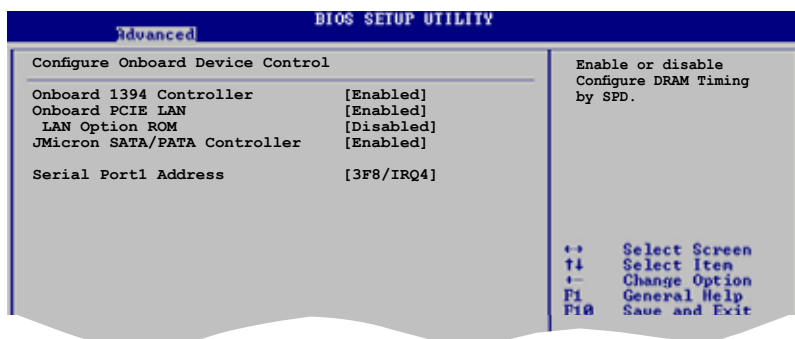 BIOS SETUP UTILITY
Advanced
Configure Onboard Device Control
Onboard 1394 Controller [Enabled]
Onboard PCIE LAN [Enabled]
LAN Option ROM [Disabled]
JMicron SATA/PATA Controller [Enabled]
Serial Port1 Address [3F8/IRQ4]
Enable or disable
Configure DRAM Timing
by SPD.
↔ Select Screen
↑↓ Select Item
+- Change Option
F1 General Help
F10 Save and Exit